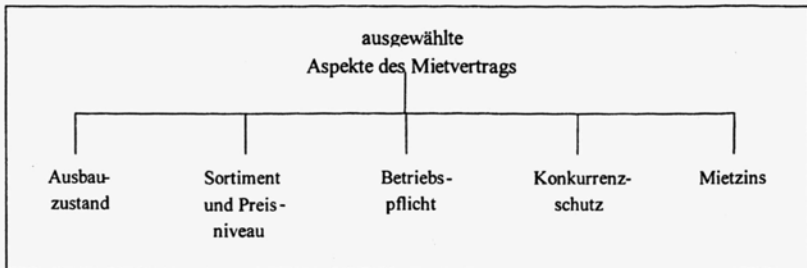 ausgewählte
Aspekte des Mietvertrags
Ausbau-
zustand
Sortiment
und Preis-
niveau
Betriebs-
pflicht
Konkurrenz-
schutz
Mietzins